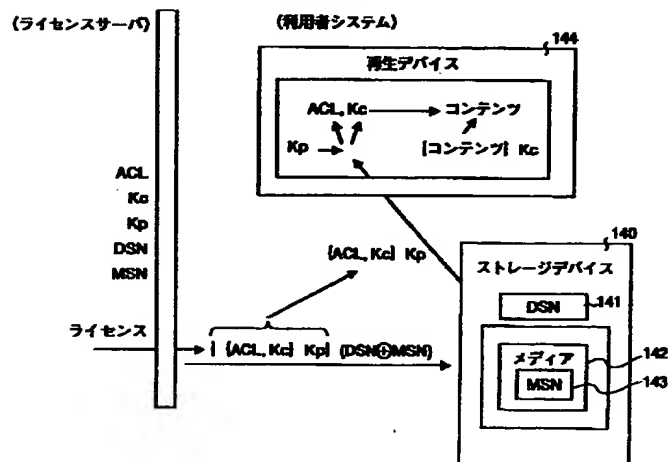 (ライセンスサーバ)
(利用者システム)
144
再生デバイス
ACL, Kc
コンテンツ
Kp
{コンテンツ} Kc
ACL
Kc
Kp
DSN
MSN
{ACL, Kc} Kp
140
ストレージデバイス
DSN
141
メディア
142
MSN
143
ライセンス
{ {ACL, Kc} Kp} (DSN⊕MSN)